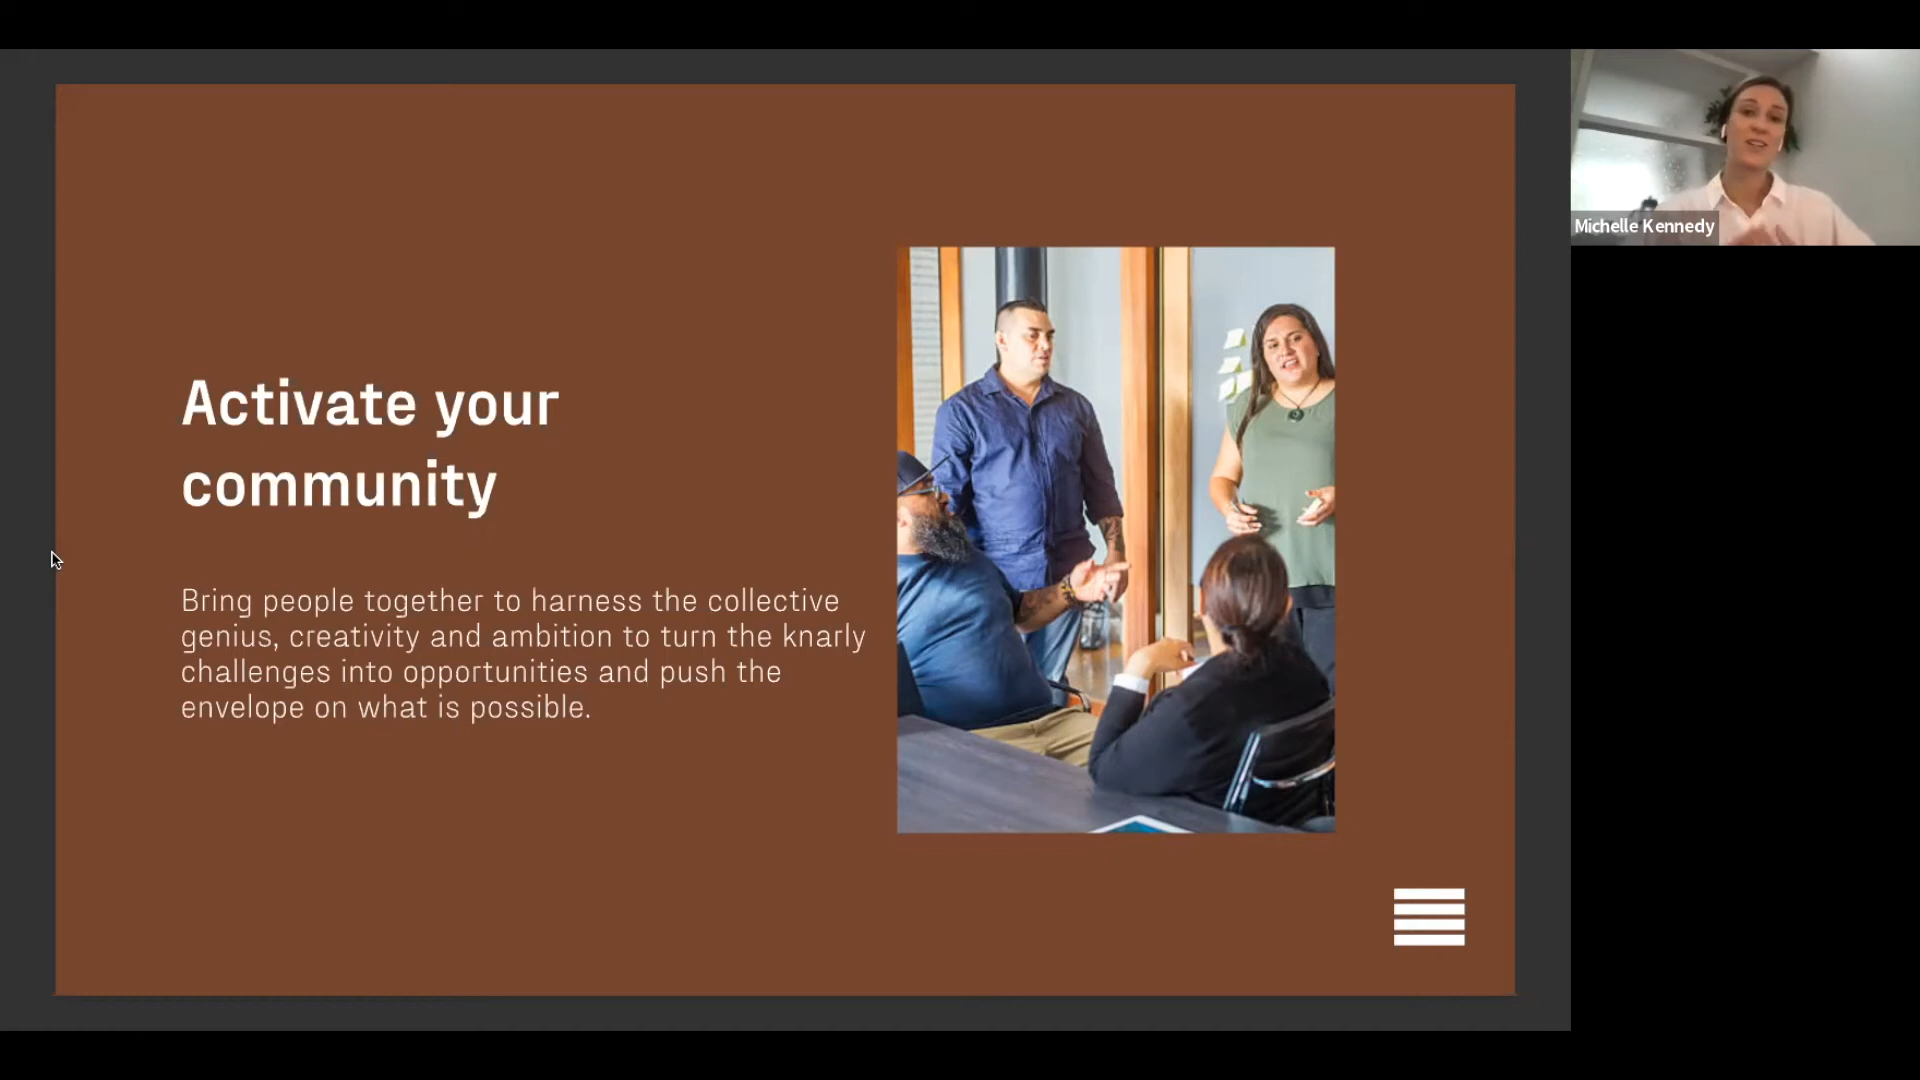 Activate your
community
Bring people together to harness the collective
genius, creativity and ambition to turn the knarly
challenges into opportunities and push the
envelope on what is possible.
Michelle Kennedy